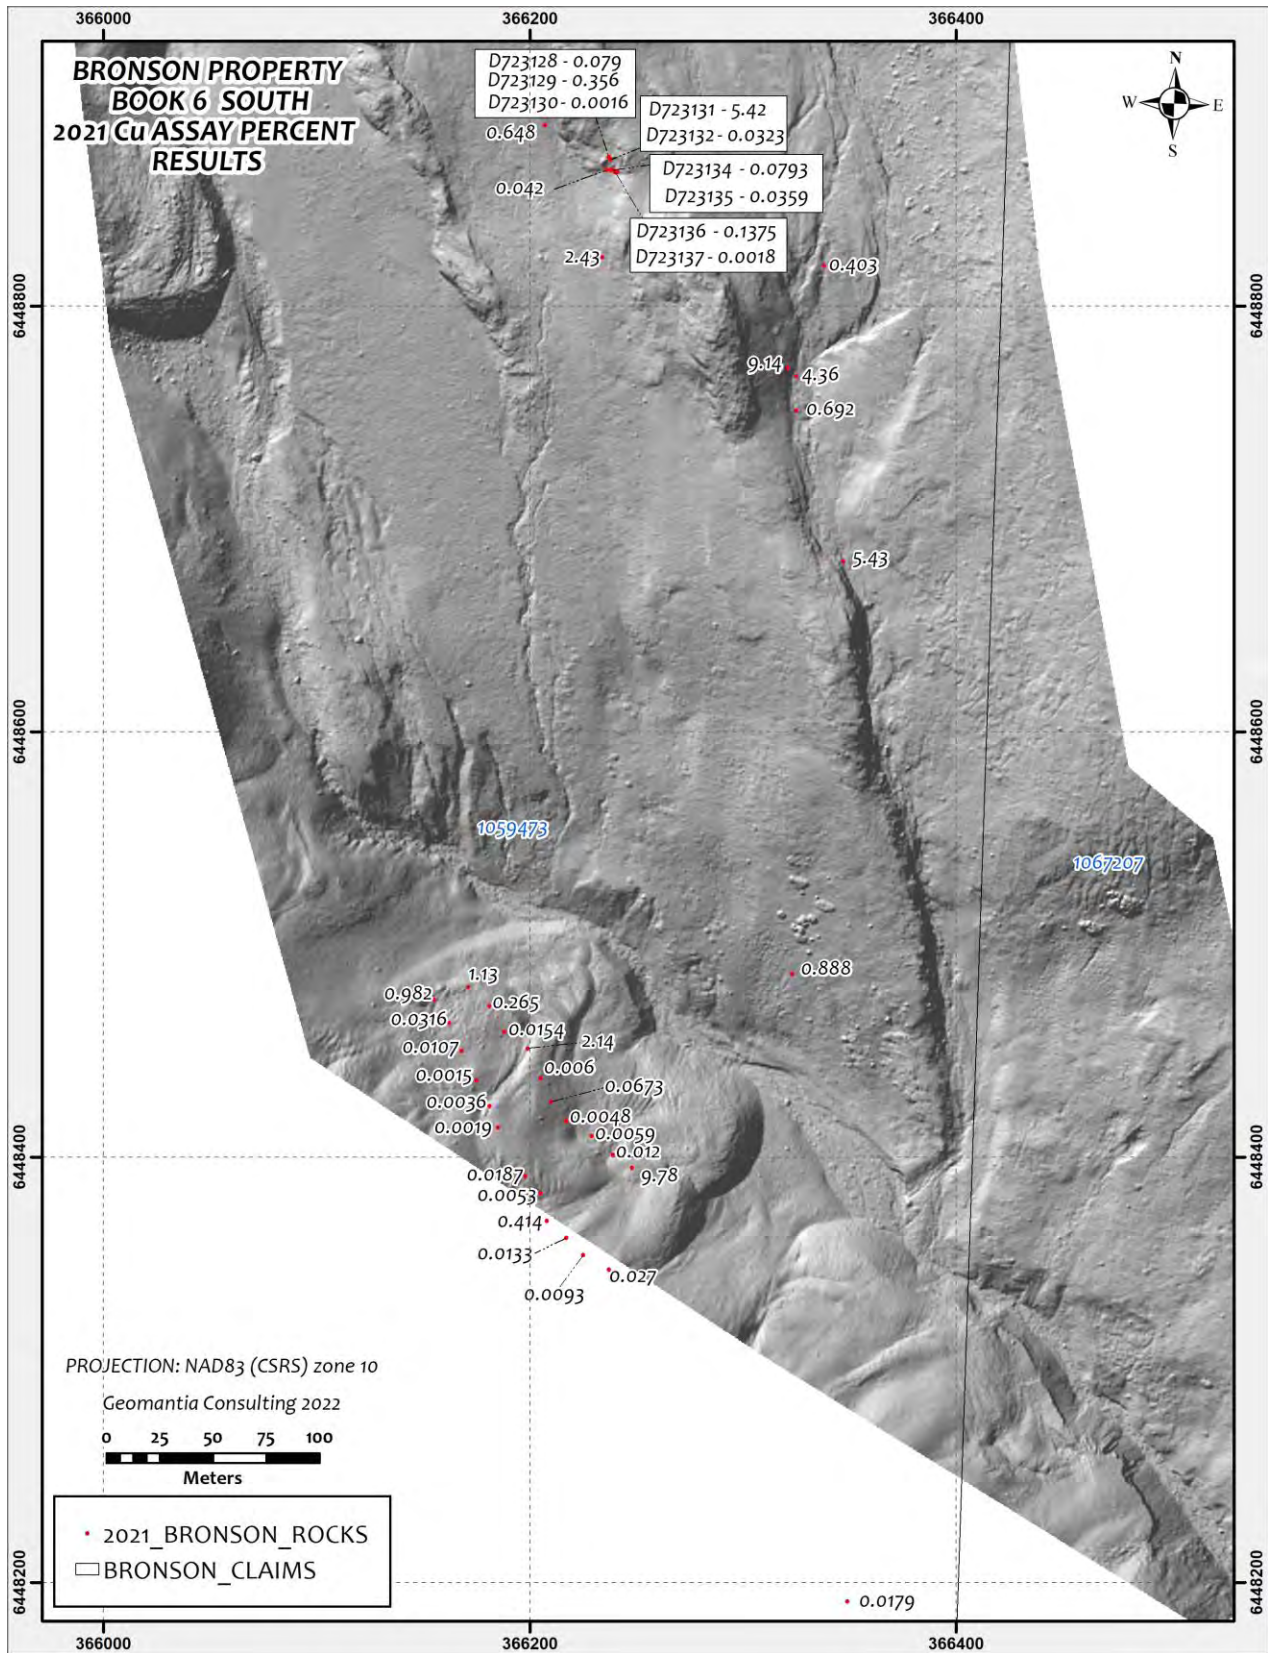 366000
366200
366400
BRONSON PROPERTY
BOOK 6 SOUTH
2021 Cu ASSAY PERCENT
RESULTS
D723128 - 0.079
D723129 - 0.356
D723130 - 0.0016
D723131 - 5.42
D723132 - 0.0323
D723134 - 0.0793
D723135 - 0.0359
D723136 - 0.1375
D723137 - 0.0018
N
W
E
S
0.648
0.042
2.43
0.403
6448800
6448800
9.14
4.36
0.692
5.43
6448600
6448600
1059473
1067207
0.888
1.13
0.982
0.265
0.0316
0.0154
2.14
0.0107
0.006
0.0015
0.0673
0.0036
0.0048
0.0019
0.0059
0.012
6448400
6448400
9.78
0.0187
0.0053
0.414
0.0133
0.027
0.0093
PROJECTION: NAD83 (CSRS) zone 10
Geomantia Consulting 2022
0 25 50 75 100
Meters
2021_BRONSON_ROCKS
BRONSON_CLAIMS
6448200
6448200
0.0179
366000
366200
366400